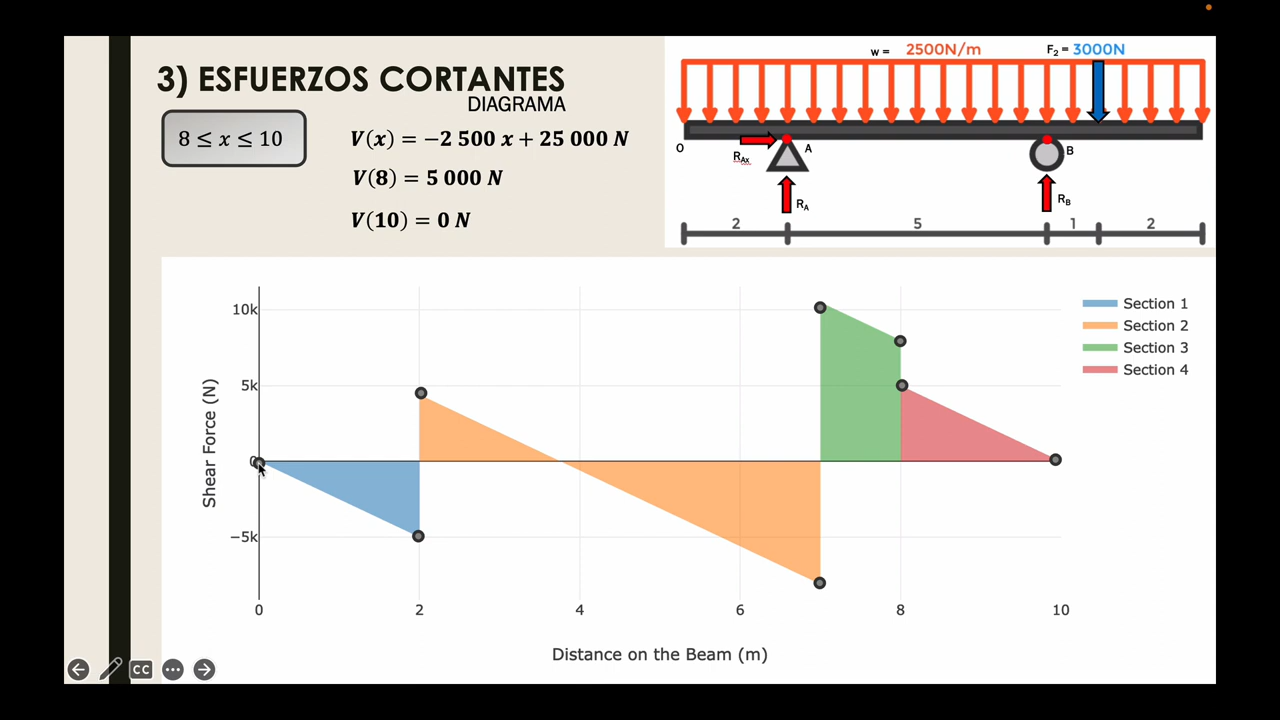 3) ESFUERZOS CORTANTES
DIAGRAMA
8 ≤ x ≤ 10
V(x) = −2 500 x + 25 000 N
V(8) = 5 000 N
V(10) = 0 N
w = 2500N/m
F₂ = 3000N
O
R_AX
A
B
R_A
R_B
2
5
1
2
10k
5k
0
−5k
Shear Force (N)
0
2
4
6
8
10
Distance on the Beam (m)
Section 1
Section 2
Section 3
Section 4
CC